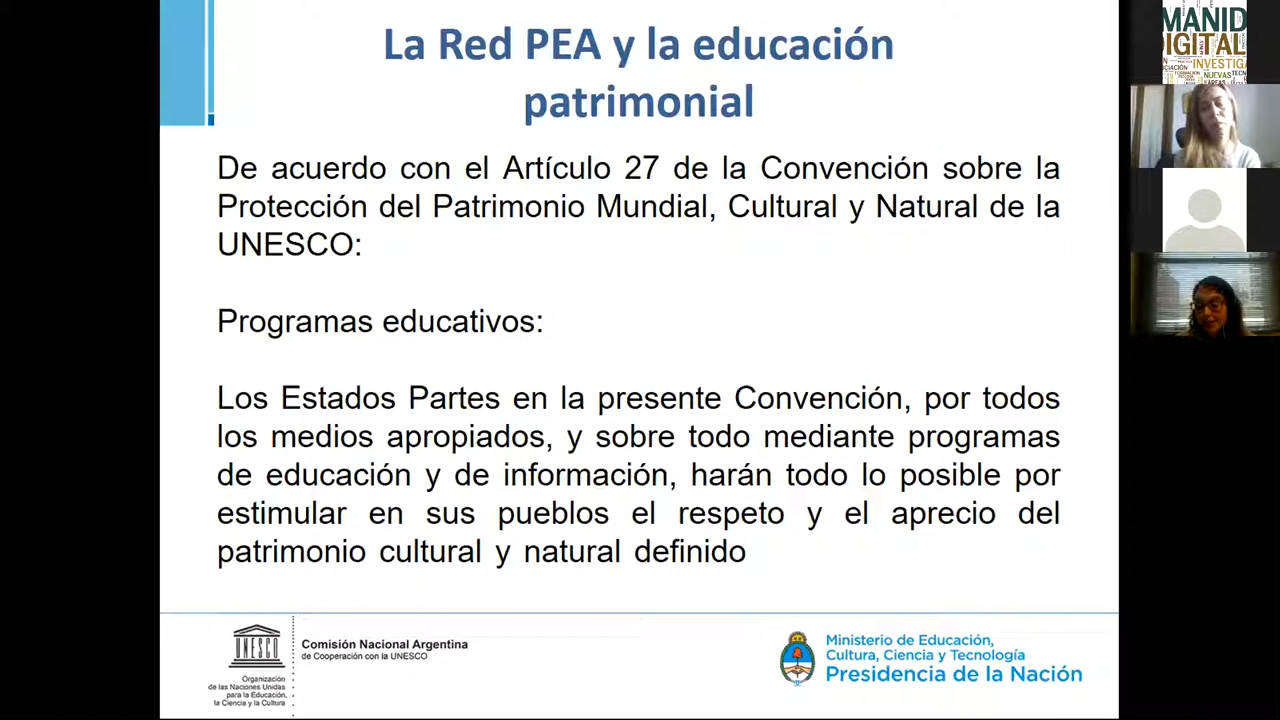 La Red PEA y la educación
patrimonial
De acuerdo con el Artículo 27 de la Convención sobre la
Protección del Patrimonio Mundial, Cultural y Natural de la
UNESCO:
Programas educativos:
Los Estados Partes en la presente Convención, por todos
los medios apropiados, y sobre todo mediante programas
de educación y de información, harán todo lo posible por
estimular en sus pueblos el respeto y el aprecio del
patrimonio cultural y natural definido
UNESCO
Organización
de las Naciones Unidas
para la Educación,
la Ciencia y la Cultura
Comisión Nacional Argentina
de Cooperación con la UNESCO
Ministerio de Educación,
Cultura, Ciencia y Tecnología
Presidencia de la Nación
MANID
DIGITAL
INVESTIGA
NUEVAS
ÁREAS